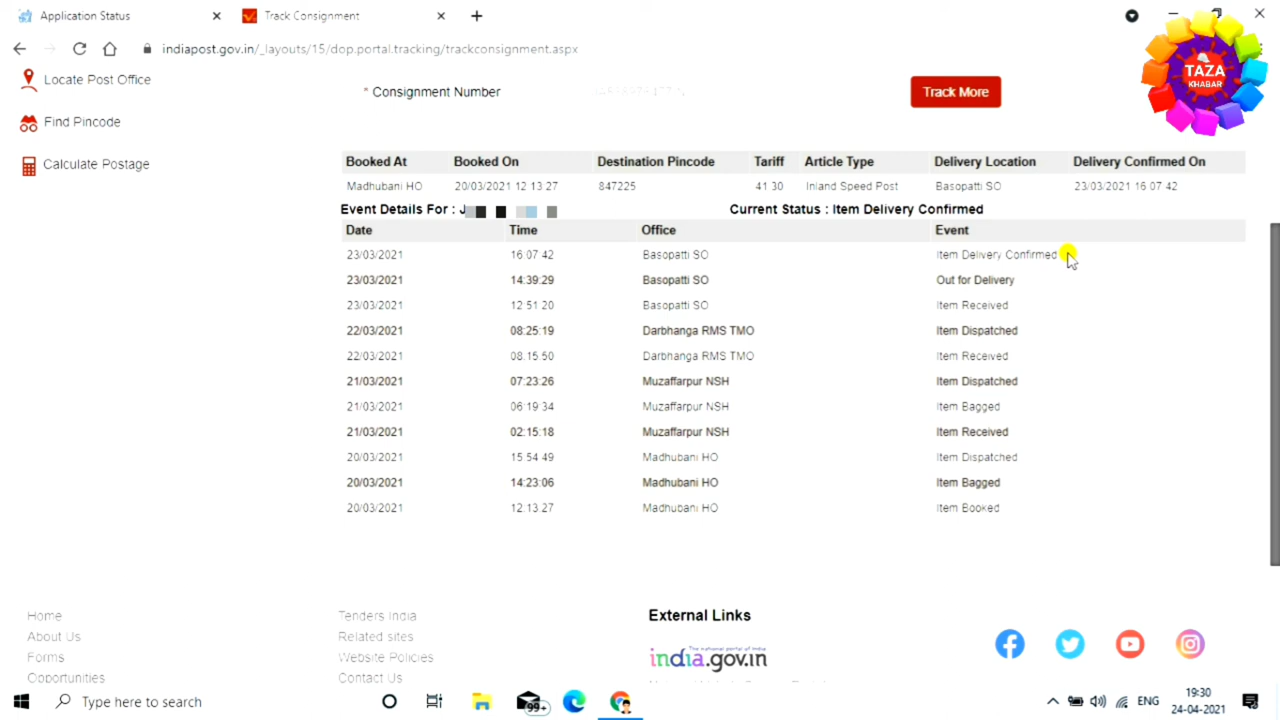 Application Status
Track Consignment
indiapost.gov.in/_layouts/15/dop.portal.tracking/trackconsignment.aspx
TAZA
KHABAR
Locate Post Office
* Consignment Number
Track More
Find Pincode
Calculate Postage
Booked At Booked On Destination Pincode Tariff Article Type Delivery Location Delivery Confirmed On
Madhubani HO 20/03/2021 12 13 27 847225 41 30 Inland Speed Post Basopatti SO 23/03/2021 16 07 42
Event Details For : J Current Status : Item Delivery Confirmed
Date Time Office Event
23/03/2021 16 07 42 Basopatti SO Item Delivery Confirmed
23/03/2021 14:39:29 Basopatti SO Out for Delivery
23/03/2021 12 51 20 Basopatti SO Item Received
22/03/2021 08:25:19 Darbhanga RMS TMO Item Dispatched
22/03/2021 08.15.50 Darbhanga RMS TMO Item Received
21/03/2021 07:23:26 Muzaffarpur NSH Item Dispatched
21/03/2021 06:19:34 Muzaffarpur NSH Item Bagged
21/03/2021 02:15:18 Muzaffarpur NSH Item Received
20/03/2021 15 54 49 Madhubani HO Item Dispatched
20/03/2021 14:23:06 Madhubani HO Item Bagged
20/03/2021 12.13.27 Madhubani HO Item Booked
Home Tenders India External Links
About Us Related sites
Forms Website Policies
Opportunities Contact Us
The national portal of India
india.gov.in
Type here to search
99+
ENG
19:30
24-04-2021